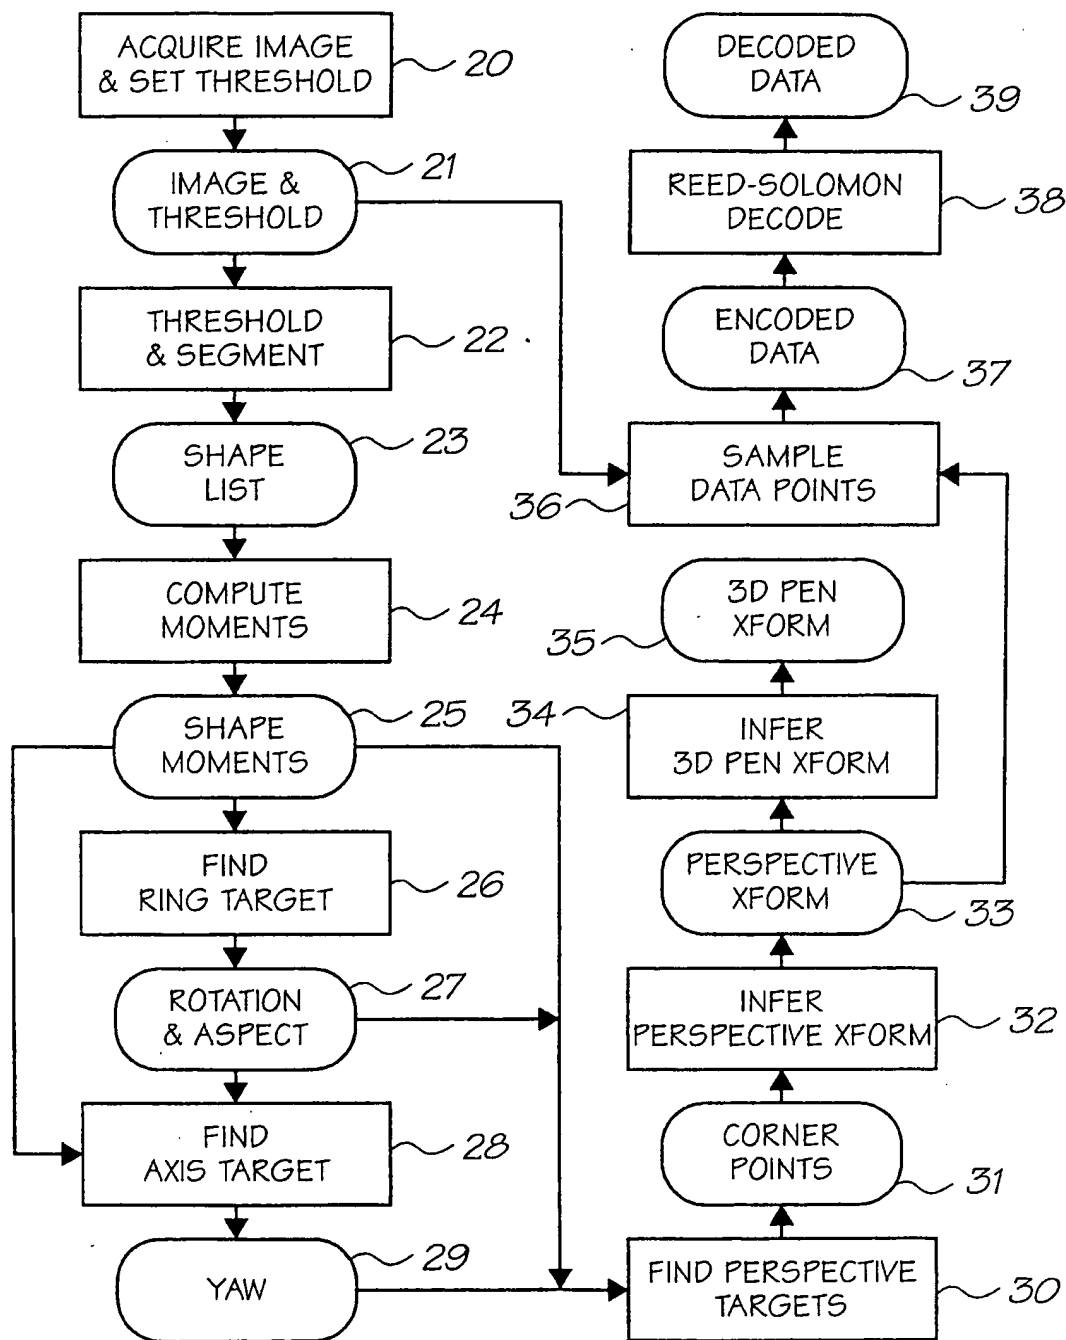 ACQUIRE IMAGE
& SET THRESHOLD
20
IMAGE &
THRESHOLD
21
THRESHOLD
& SEGMENT
22
SHAPE
LIST
23
COMPUTE
MOMENTS
24
SHAPE
MOMENTS
25
FIND
RING TARGET
26
ROTATION
& ASPECT
27
FIND
AXIS TARGET
28
YAW
29
DECODED
DATA
39
REED-SOLOMON
DECODE
38
ENCODED
DATA
37
SAMPLE
DATA POINTS
36
3D PEN
XFORM
35
34
INFER
3D PEN XFORM
PERSPECTIVE
XFORM
33
INFER
PERSPECTIVE XFORM
32
CORNER
POINTS
31
FIND PERSPECTIVE
TARGETS
30